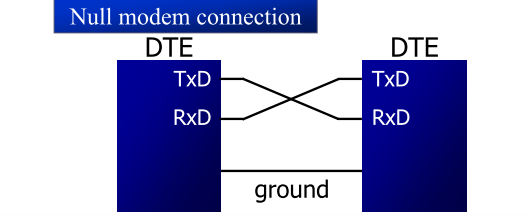 Null modem connection
DTE DTE
TxD TxD
RxD RxD
ground